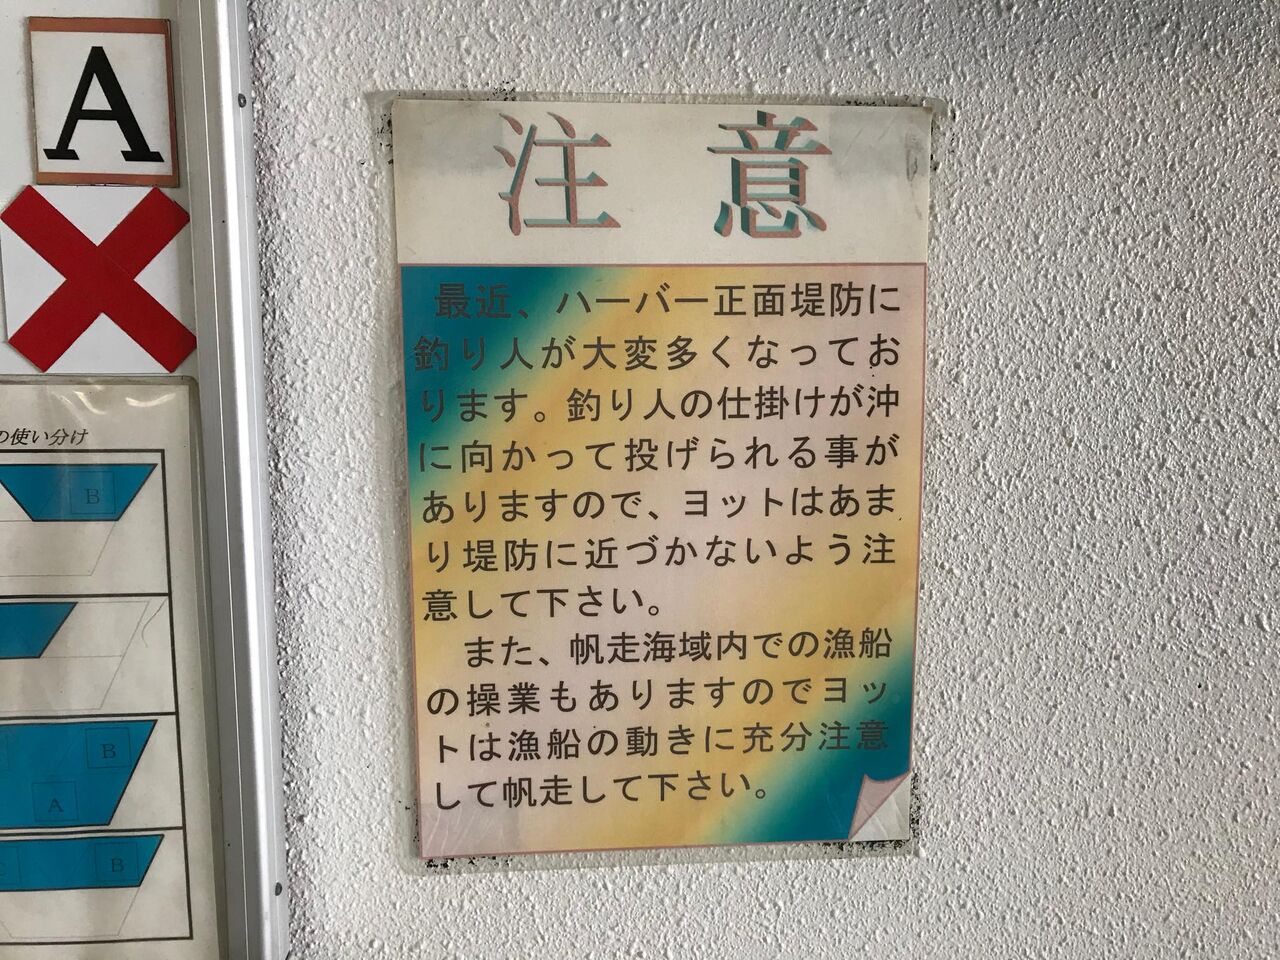 A
の使い分け
B
B
A
B
注意
最近、ハーバー正面堤防に
釣り人が大変多くなってお
ります。釣り人の仕掛けが沖
に向かって投げられる事が
ありますので、ヨットはあま
り堤防に近づかないよう注
意して下さい。
また、帆走海域内での漁船
の操業もありますのでヨッ
トは漁船の動きに充分注意
して帆走して下さい。